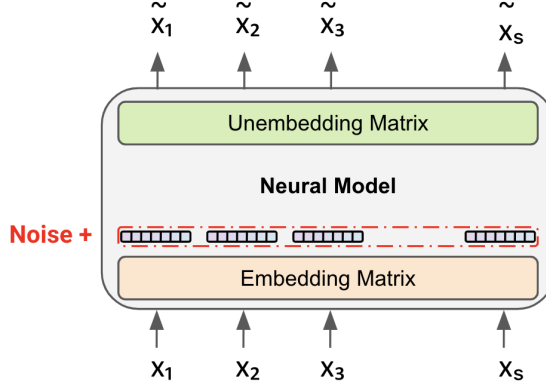 x̃₁ x̃₂ x̃₃ x̃ₛ
Unembedding Matrix
Neural Model
Noise +
Embedding Matrix
x₁ x₂ x₃ xₛ